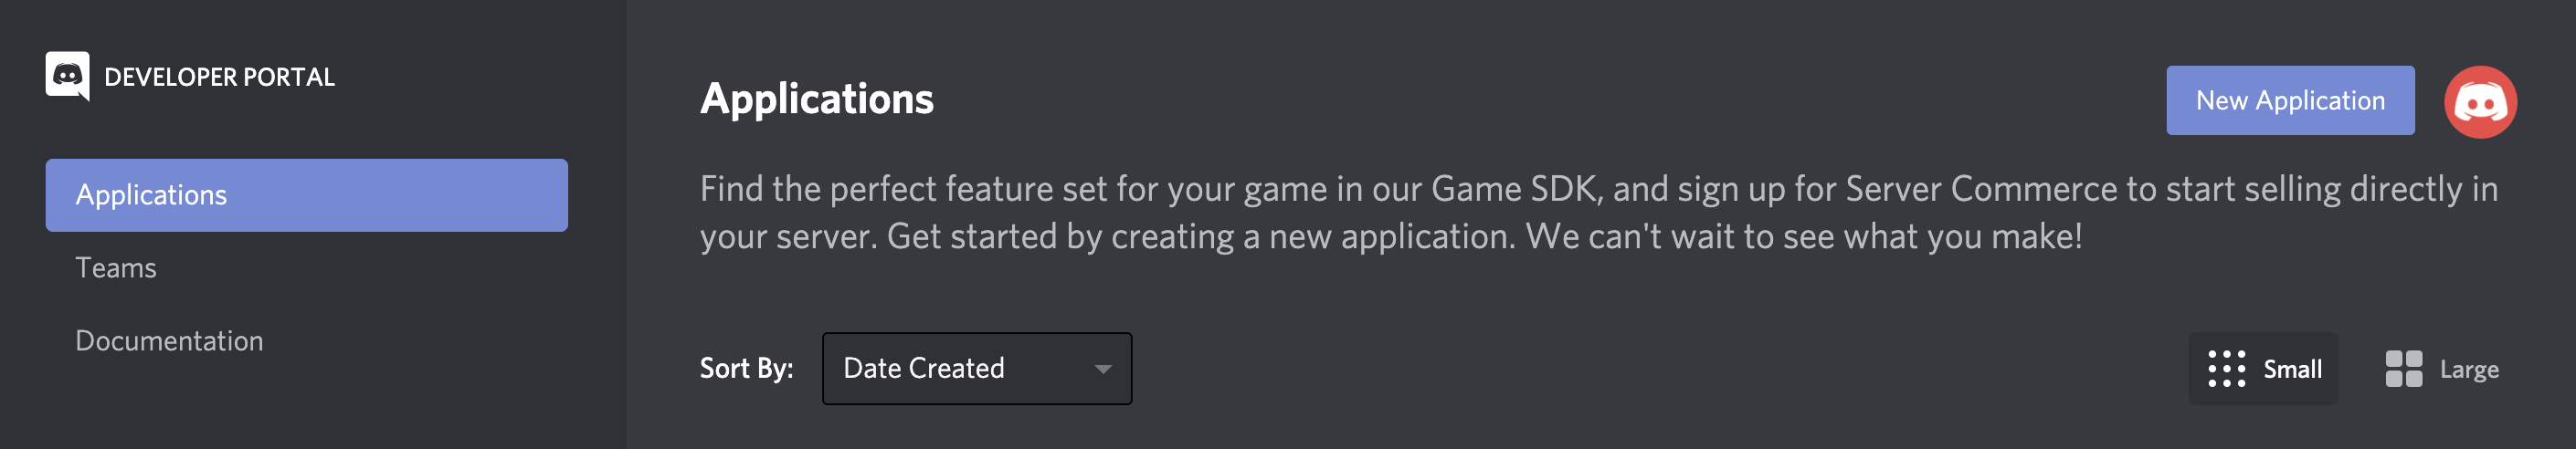 DEVELOPER PORTAL
Applications
Teams
Documentation
Applications
New Application
Find the perfect feature set for your game in our Game SDK, and sign up for Server Commerce to start selling directly in
your server. Get started by creating a new application. We can't wait to see what you make!
Sort By:
Date Created
Small
Large